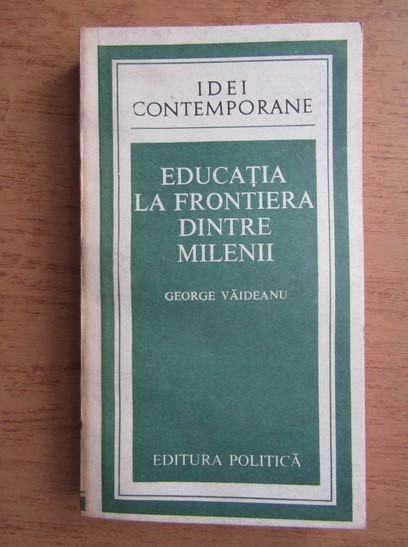 IDEI
CONTEMPORANE
EDUCAȚIA
LA FRONTIERA
DINTRE
MILENII
GEORGE VĂIDEANU
EDITURA POLITICĂ